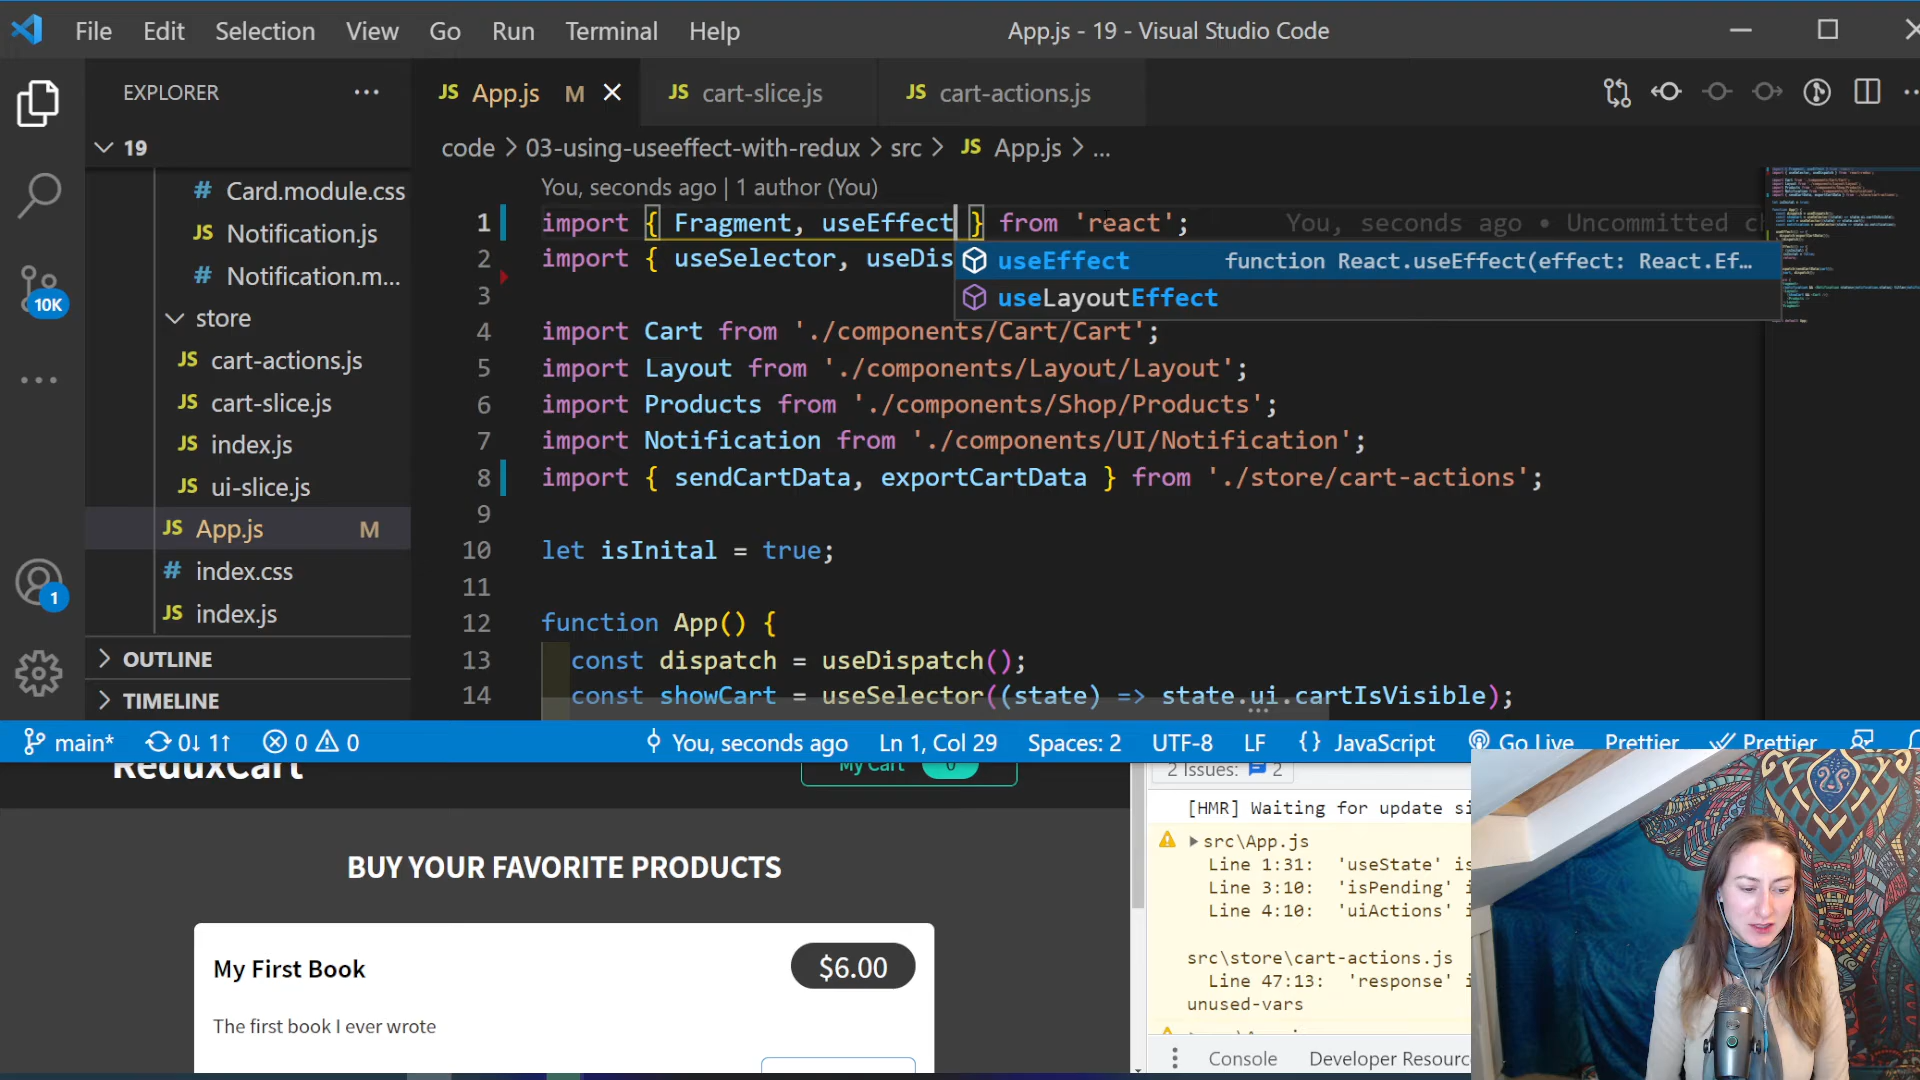 File Edit Selection View Go Run Terminal Help
App.js - 19 - Visual Studio Code
EXPLORER
JS App.js M
JS cart-slice.js
JS cart-actions.js
19
code > 03-using-useeffect-with-redux > src > JS App.js > ...
# Card.module.css
JS Notification.js
# Notification.m...
store
JS cart-actions.js
JS cart-slice.js
JS index.js
JS ui-slice.js
JS App.js M
# index.css
JS index.js
OUTLINE
TIMELINE
10K
1
You, seconds ago | 1 author (You)
1 import { Fragment, useEffect } from 'react'; You, seconds ago • Uncommitted
2 import { useSelector, useDis
useEffect function React.useEffect(effect: React.Ef...
useLayoutEffect
3
4 import Cart from './components/Cart/Cart';
5 import Layout from './components/Layout/Layout';
6 import Products from './components/Shop/Products';
7 import Notification from './components/UI/Notification';
8 import { sendCartData, exportCartData } from './store/cart-actions';
9
10 let isInital = true;
11
12 function App() {
13 const dispatch = useDispatch();
14 const showCart = useSelector((state) => state.ui.cartIsVisible);
main* 0↓ 1↑ 0 0 You, seconds ago Ln 1, Col 29 Spaces: 2 UTF-8 LF {} JavaScript Go Live Prettier Prettier
ReduxCart
My Cart 0
BUY YOUR FAVORITE PRODUCTS
My First Book
$6.00
The first book I ever wrote
2 Issues: 2
[HMR] Waiting for update si
src\App.js
Line 1:31: 'useState' is
Line 3:10: 'isPending' i
Line 4:10: 'uiActions' i
src\store\cart-actions.js
Line 47:13: 'response' i
unused-vars
Console Developer Resourc